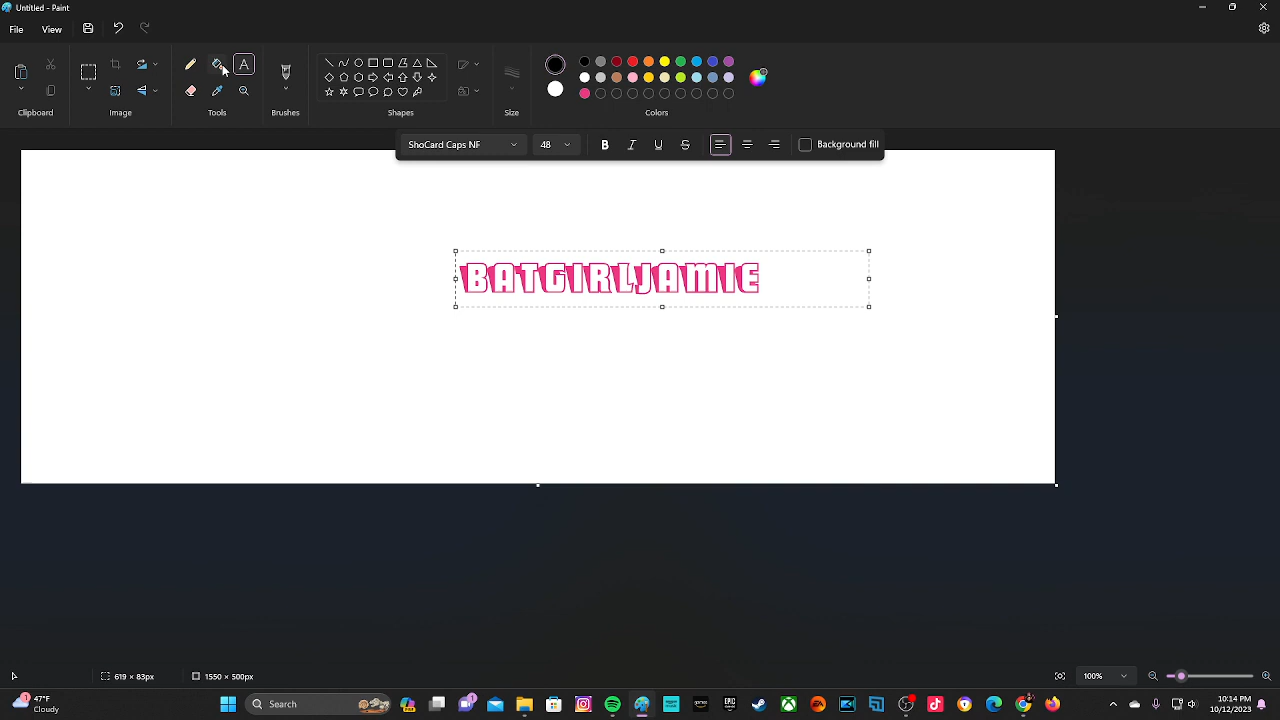 Untitled - Paint
File View
Clipboard Image Tools Brushes Shapes Size Colors
ShoCard Caps NF 48 B I U S Background fill
BATGIRLJAMIE
619 × 83px 1550 × 500px 100%
47°F
Cloudy
Search
10:14 PM
10/12/2023